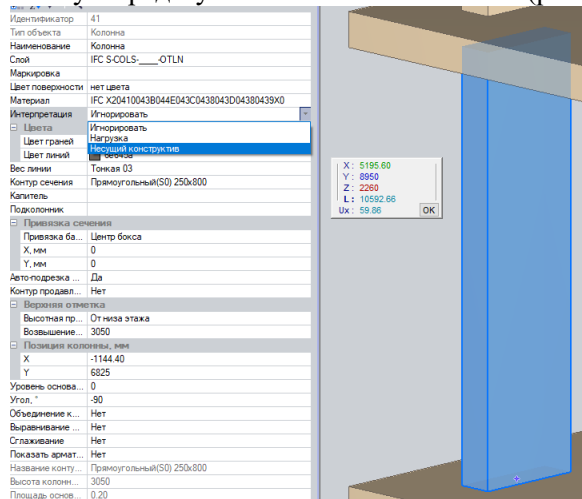 Идентификатор 41
Тип объекта Колонна
Наименование Колонна
Слой IFC S-COLS-____-OTLN
Маркировка
Цвет поверхности нет цвета
Материал IFC X20410043B044E043C0438043D04380439X0
Интерпретация Игнорировать
Игнорировать
Цвета Нагрузка
Цвет граней Несущий конструктив
Цвет линий
Вес линии Тонкая 03
Контур сечения Прямоугольный(S0) 250x800
Капитель
Подколонник
Привязка сечения
Привязка ба... Центр бокса
X, мм 0
Y, мм 0
Авто-подрезка ... Да
Контур продавл... Нет
Верхняя отметка
Высотная пр... От низа этажа
Возвышение... 3050
Позиция колонны, мм
X -1144.40
Y 6825
Уровень основа... 0
Угол, ° -90
Объединение к... Нет
Выравнивание ... Нет
Сглаживание Нет
Показать армат... Нет
Название конту... Прямоугольный(S0) 250x800
Высота колонн... 3050
Площадь основ... 0.20
X: 5195.60
Y: 8950
Z: 2260
L: 10592.66
Ux: 59.86 OK